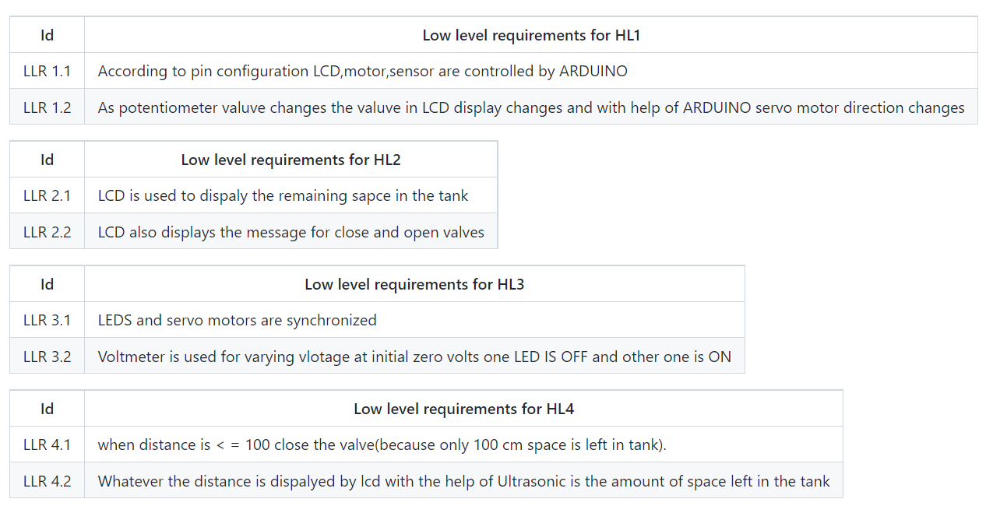 Id Low level requirements for HL1
LLR 1.1 According to pin configuration LCD,motor,sensor are controlled by ARDUINO
LLR 1.2 As potentiometer valuve changes the valuve in LCD display changes and with help of ARDUINO servo motor direction changes
Id Low level requirements for HL2
LLR 2.1 LCD is used to dispaly the remaining sapce in the tank
LLR 2.2 LCD also displays the message for close and open valves
Id Low level requirements for HL3
LLR 3.1 LEDS and servo motors are synchronized
LLR 3.2 Voltmeter is used for varying vlotage at initial zero volts one LED IS OFF and other one is ON
Id Low level requirements for HL4
LLR 4.1 when distance is < = 100 close the valve(because only 100 cm space is left in tank).
LLR 4.2 Whatever the distance is dispalyed by lcd with the help of Ultrasonic is the amount of space left in the tank